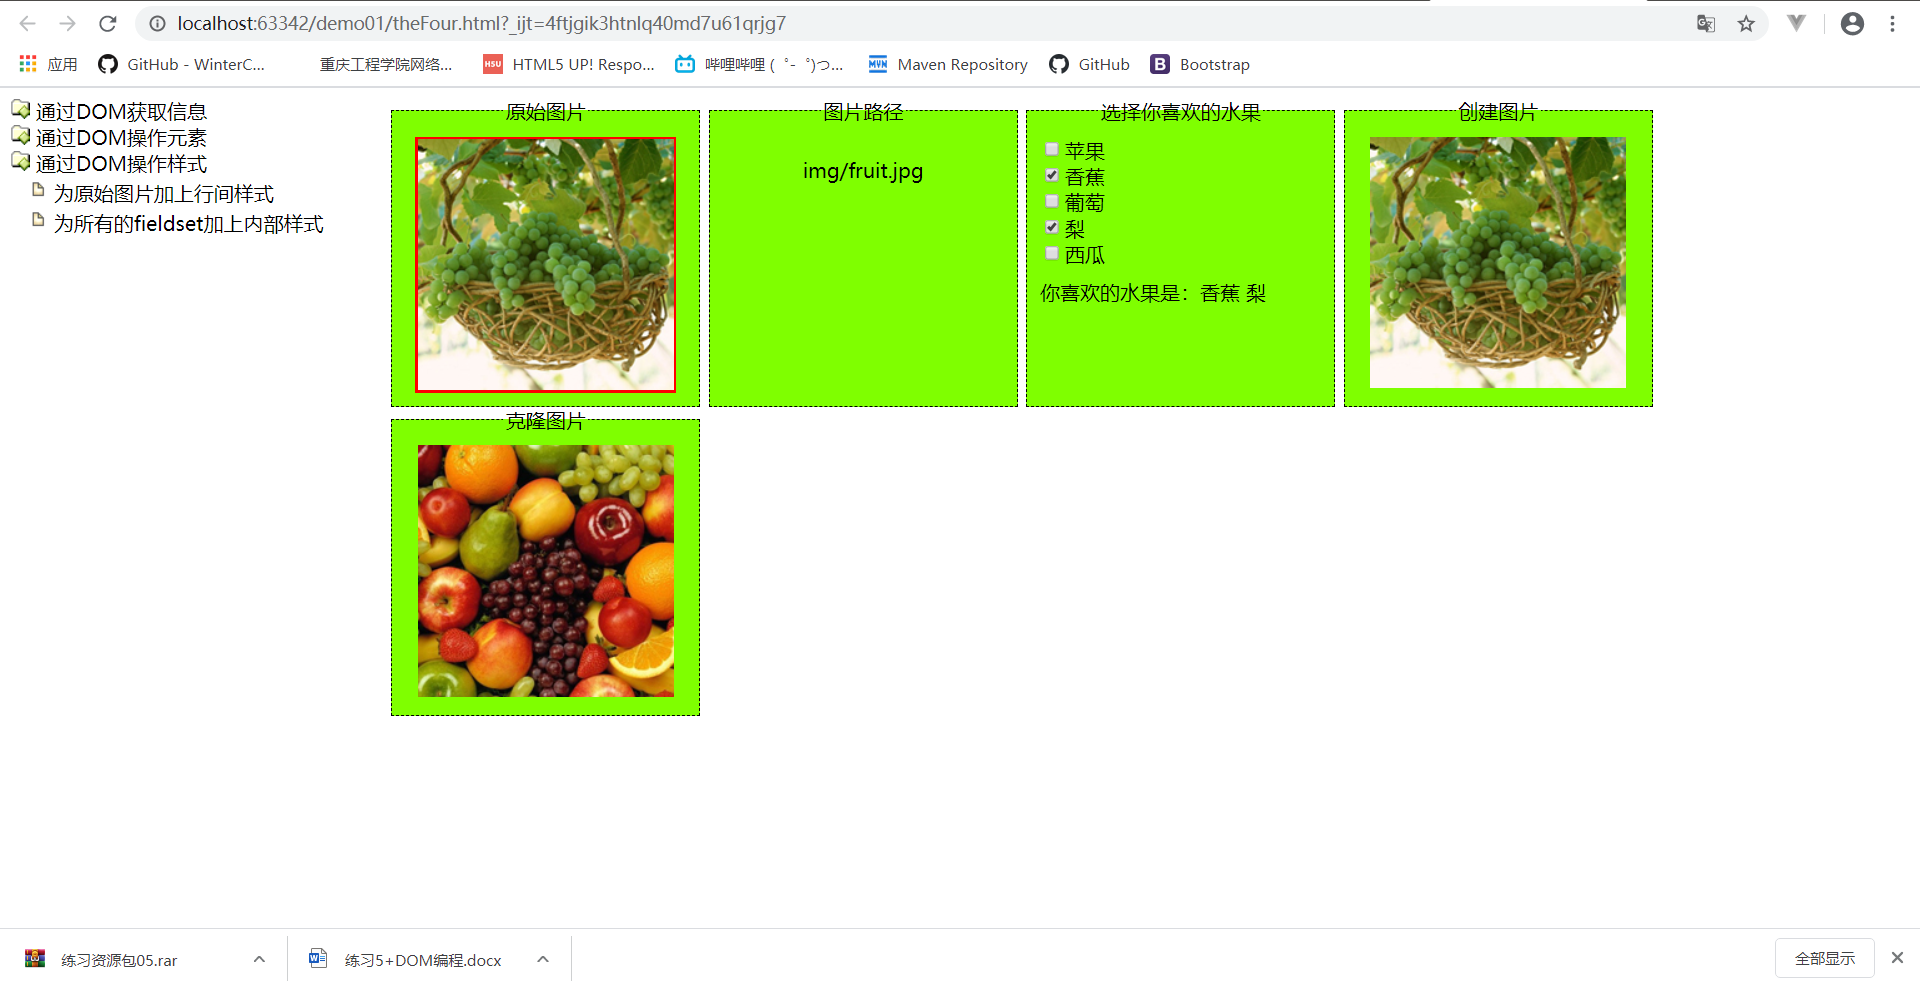 localhost:63342/demo01/theFour.html?_ijt=4ftjgik3htnlq40md7u61qrjg7
应用 GitHub - WinterC... 重庆工程学院网络... HSU HTML5 UP! Respo... 哔哩哔哩 ( ゜- ゜)つ... MVN Maven Repository GitHub B Bootstrap
通过DOM获取信息
通过DOM操作元素
通过DOM操作样式
为原始图片加上行间样式
为所有的fieldset加上内部样式
原始图片
图片路径
img/fruit.jpg
选择你喜欢的水果
苹果
香蕉
葡萄
梨
西瓜
你喜欢的水果是：香蕉 梨
创建图片
克隆图片
练习资源包05.rar
练习5+DOM编程.docx
全部显示